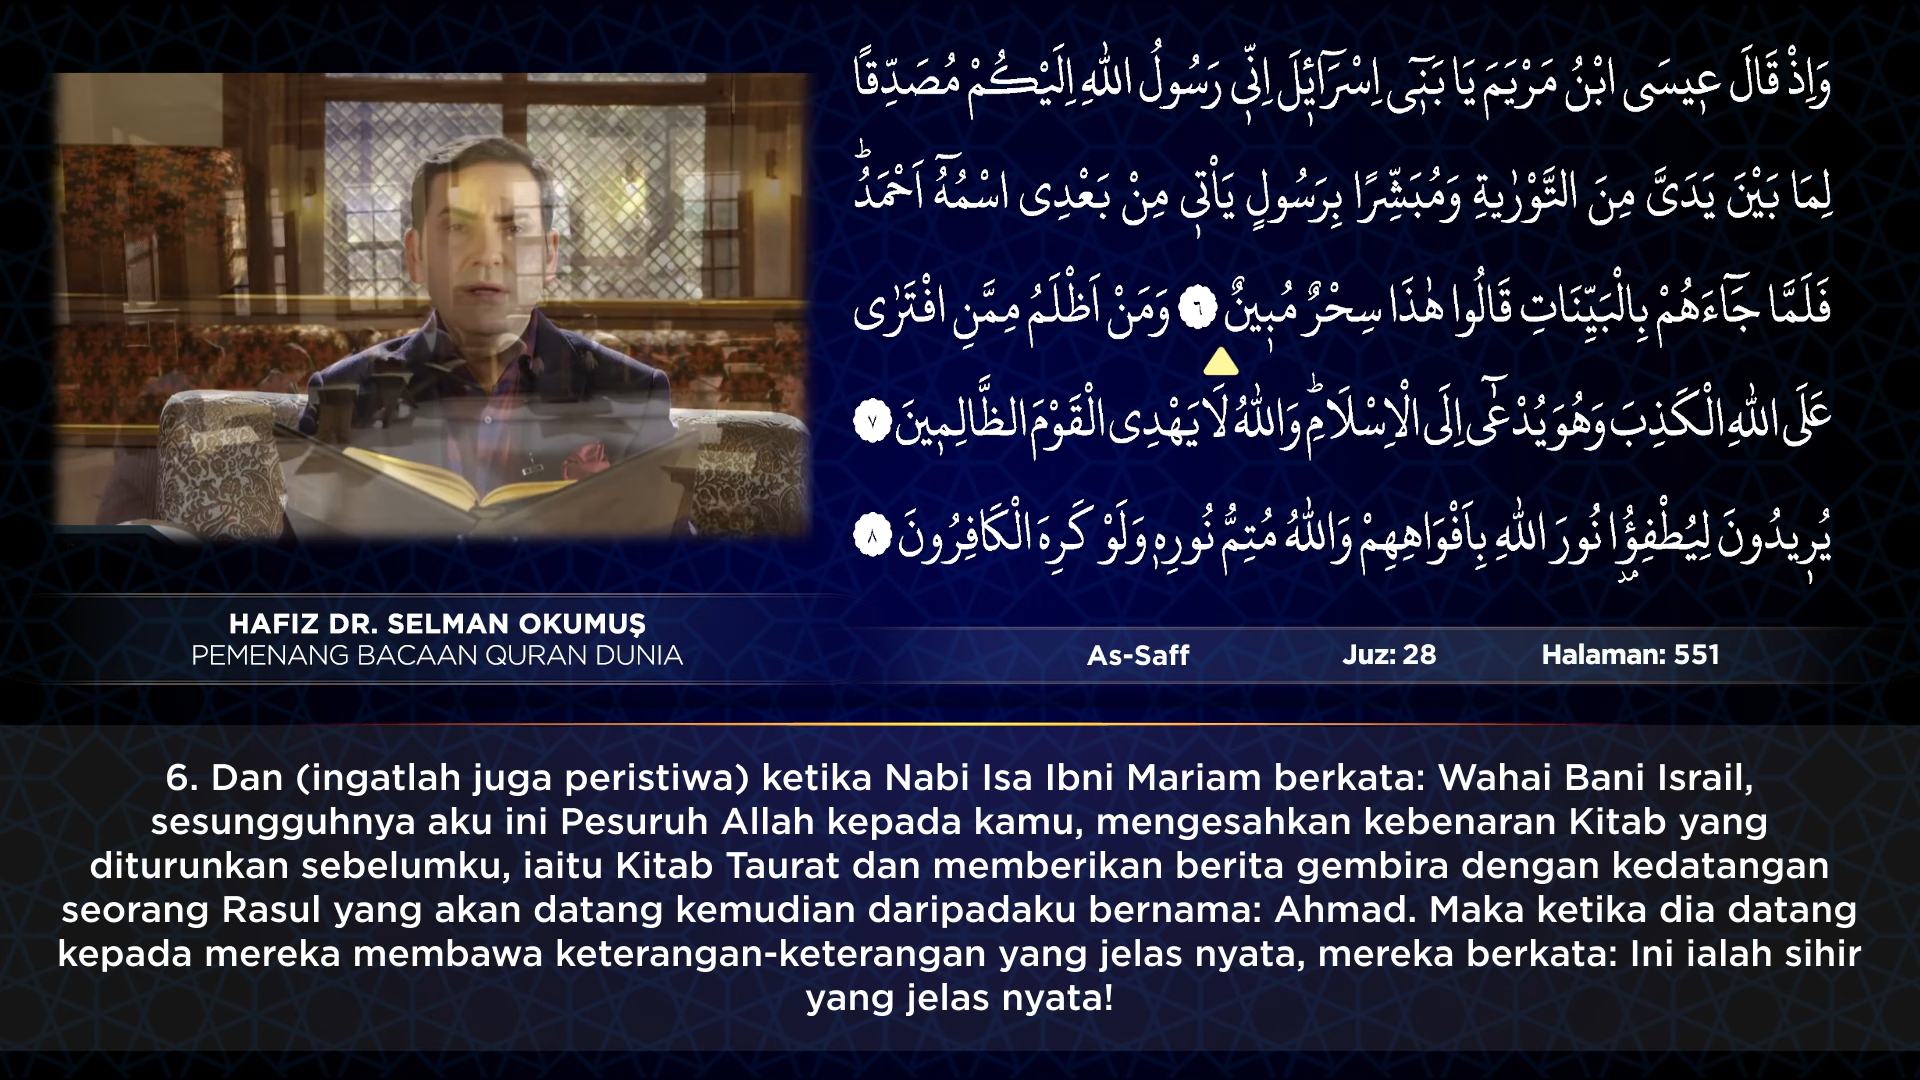 وَاِذْ قَالَ عٖيسَى ابْنُ مَرْيَمَ يَا بَنٖٓى اِسْرَٓائٖلَ اِنّٖى رَسُولُ اللّٰهِ اِلَيْكُمْ مُصَدِّقًا
لِمَا بَيْنَ يَدَىَّ مِنَ التَّوْرٰيةِ وَمُبَشِّرًا بِرَسُولٍ يَاْتٖى مِنْ بَعْدِى اسْمُهُٓ اَحْمَدُؕ
فَلَمَّا جَٓاءَهُمْ بِالْبَيِّنَاتِ قَالُوا هٰذَا سِحْرٌ مُبٖينٌ ٦ وَمَنْ اَظْلَمُ مِمَّنِ افْتَرٰى
عَلَى اللّٰهِ الْكَذِبَ وَهُوَ يُدْعٰٓى اِلَى الْاِسْلَامِؕ وَاللّٰهُ لَا يَهْدِى الْقَوْمَ الظَّالِمٖينَ ٧
يُرٖيدُونَ لِيُطْفِؤُ۫ا نُورَ اللّٰهِ بِاَفْوَاهِهِمْ وَاللّٰهُ مُتِمُّ نُورِهٖ وَلَوْ كَرِهَ الْكَافِرُونَ ٨
HAFIZ DR. SELMAN OKUMUŞ
PEMENANG BACAAN QURAN DUNIA
As-Saff Juz: 28 Halaman: 551
6. Dan (ingatlah juga peristiwa) ketika Nabi Isa Ibni Mariam berkata: Wahai Bani Israil,
sesungguhnya aku ini Pesuruh Allah kepada kamu, mengesahkan kebenaran Kitab yang
diturunkan sebelumku, iaitu Kitab Taurat dan memberikan berita gembira dengan kedatangan
seorang Rasul yang akan datang kemudian daripadaku bernama: Ahmad. Maka ketika dia datang
kepada mereka membawa keterangan-keterangan yang jelas nyata, mereka berkata: Ini ialah sihir
yang jelas nyata!